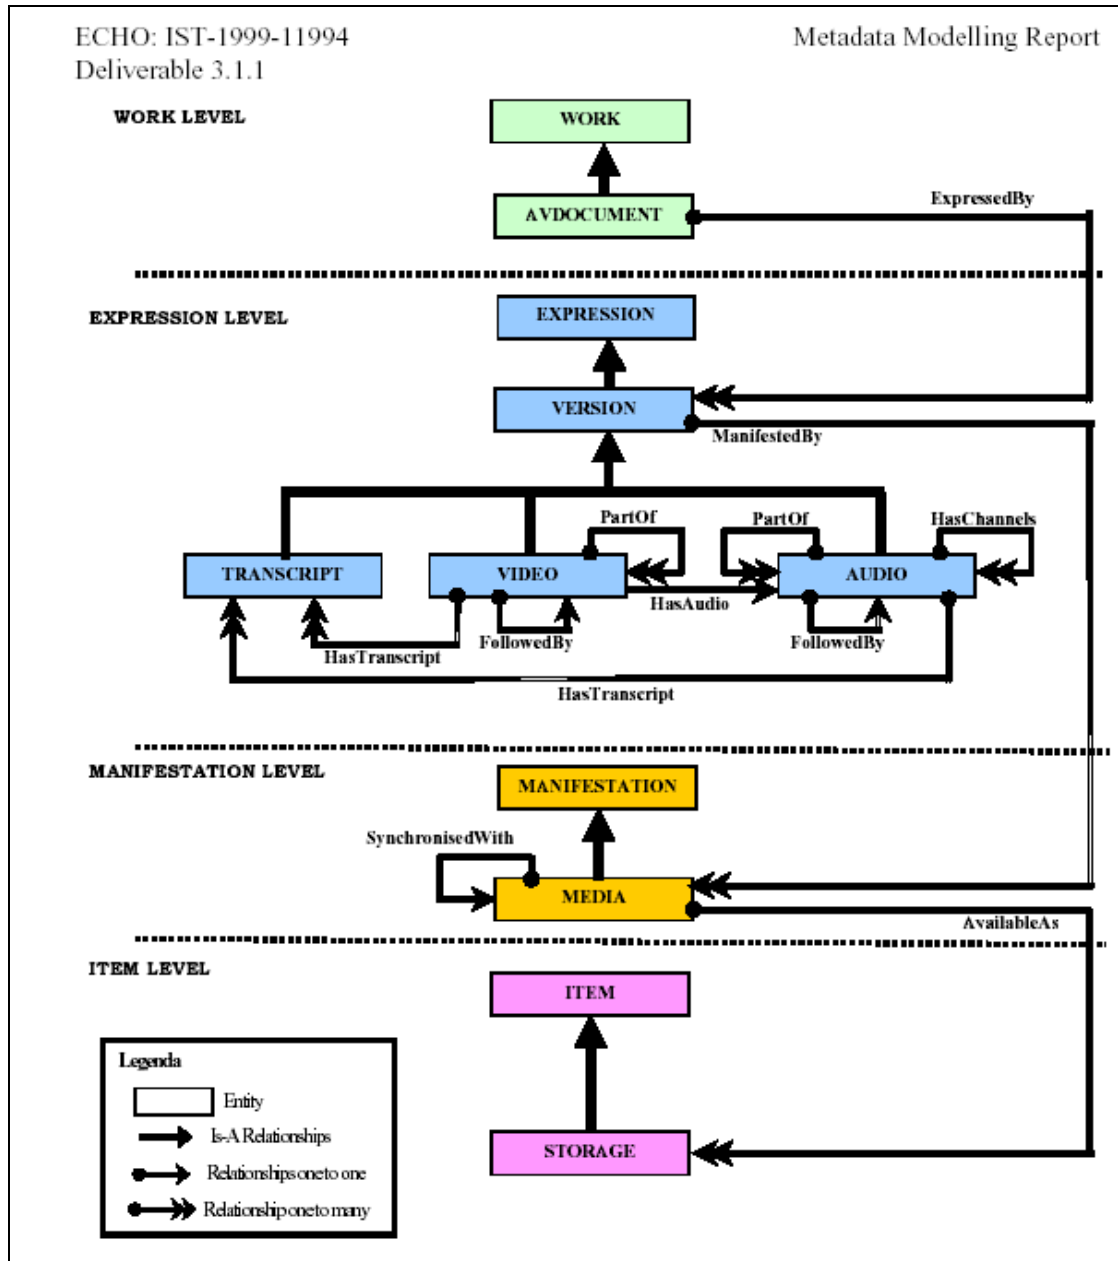 ECHO: IST-1999-11994
Metadata Modelling Report
Deliverable 3.1.1
WORK LEVEL
WORK
AVDOCUMENT
ExpressedBy
EXPRESSION LEVEL
EXPRESSION
VERSION
ManifestedBy
PartOf
PartOf
HasChannels
TRANSCRIPT
VIDEO
AUDIO
HasAudio
FollowedBy
FollowedBy
HasTranscript
HasTranscript
MANIFESTATION LEVEL
MANIFESTATION
SynchronisedWith
MEDIA
AvailableAs
ITEM LEVEL
ITEM
STORAGE
Legenda
Entity
Is-A Relationships
Relationships one to one
Relationship one to many